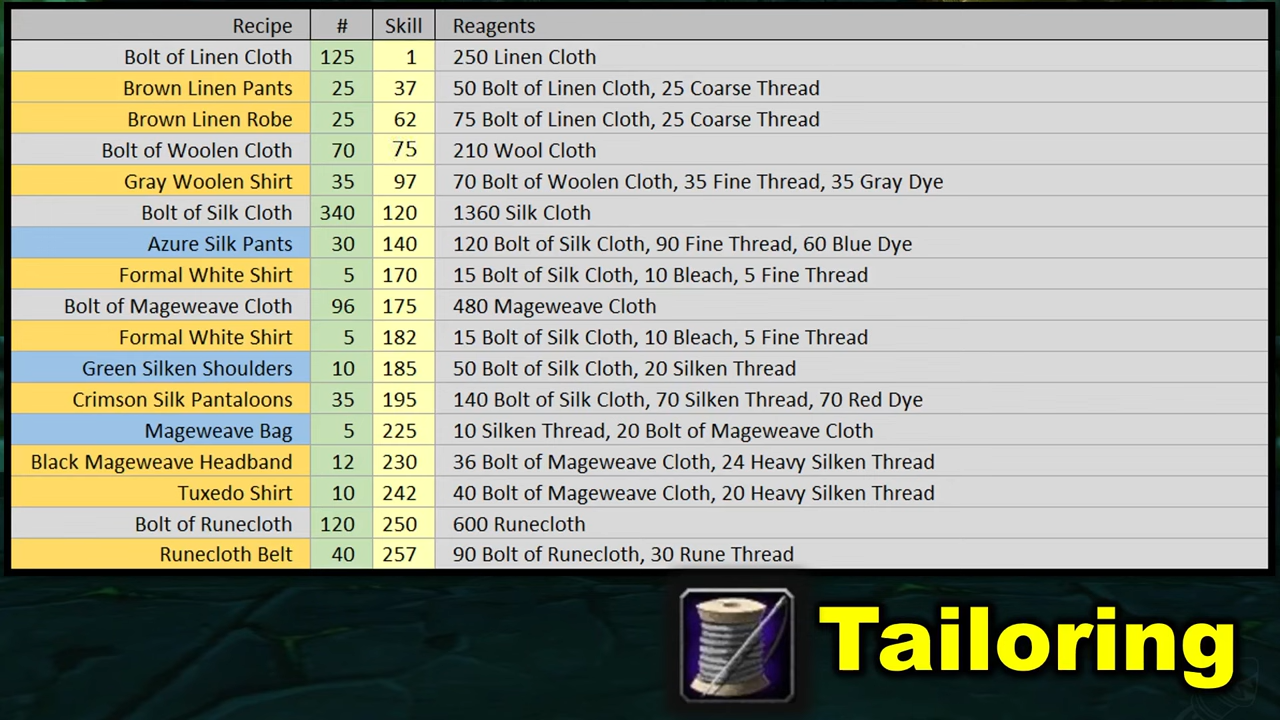 Recipe # Skill Reagents
Bolt of Linen Cloth 125 1 250 Linen Cloth
Brown Linen Pants 25 37 50 Bolt of Linen Cloth, 25 Coarse Thread
Brown Linen Robe 25 62 75 Bolt of Linen Cloth, 25 Coarse Thread
Bolt of Woolen Cloth 70 75 210 Wool Cloth
Gray Woolen Shirt 35 97 70 Bolt of Woolen Cloth, 35 Fine Thread, 35 Gray Dye
Bolt of Silk Cloth 340 120 1360 Silk Cloth
Azure Silk Pants 30 140 120 Bolt of Silk Cloth, 90 Fine Thread, 60 Blue Dye
Formal White Shirt 5 170 15 Bolt of Silk Cloth, 10 Bleach, 5 Fine Thread
Bolt of Mageweave Cloth 96 175 480 Mageweave Cloth
Formal White Shirt 5 182 15 Bolt of Silk Cloth, 10 Bleach, 5 Fine Thread
Green Silken Shoulders 10 185 50 Bolt of Silk Cloth, 20 Silken Thread
Crimson Silk Pantaloons 35 195 140 Bolt of Silk Cloth, 70 Silken Thread, 70 Red Dye
Mageweave Bag 5 225 10 Silken Thread, 20 Bolt of Mageweave Cloth
Black Mageweave Headband 12 230 36 Bolt of Mageweave Cloth, 24 Heavy Silken Thread
Tuxedo Shirt 10 242 40 Bolt of Mageweave Cloth, 20 Heavy Silken Thread
Bolt of Runecloth 120 250 600 Runecloth
Runecloth Belt 40 257 90 Bolt of Runecloth, 30 Rune Thread
Tailoring